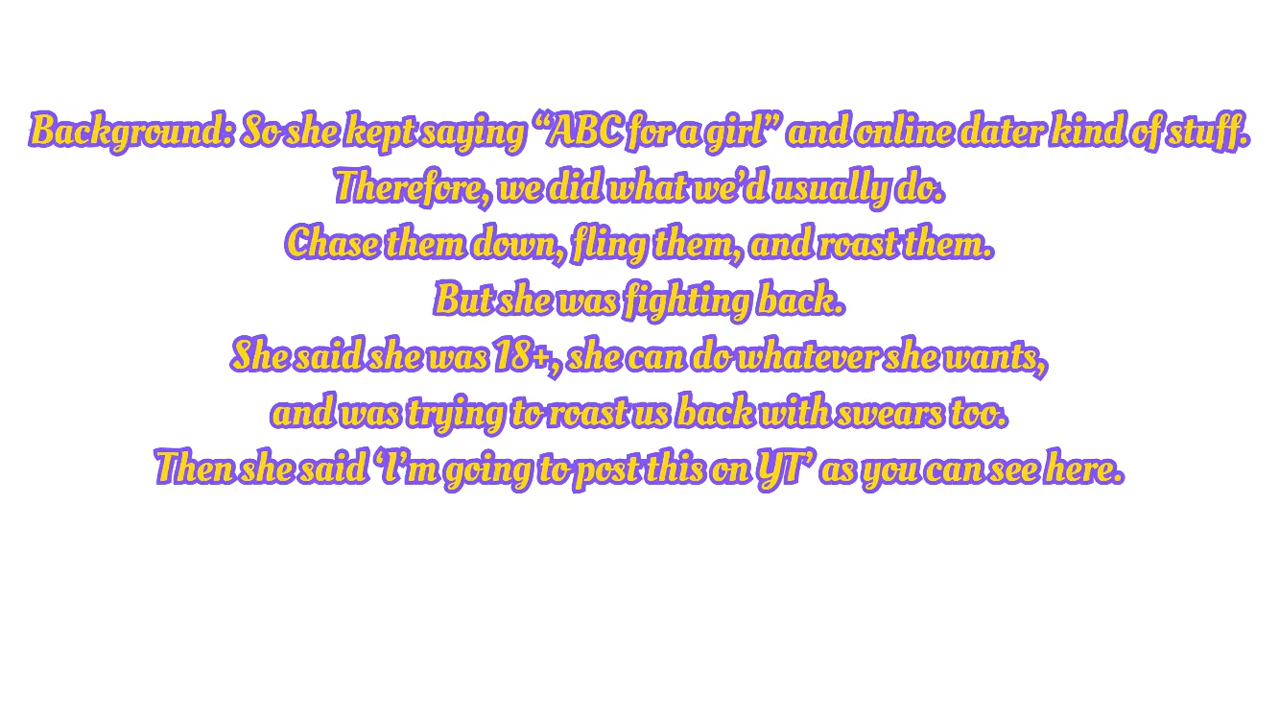 Background: So she kept saying “ABC for a girl” and online dater kind of stuff.
Therefore, we did what we’d usually do.
Chase them down, fling them, and roast them.
But she was fighting back.
She said she was 18+, she can do whatever she wants,
and was trying to roast us back with swears too.
Then she said ‘I’m going to post this on YT’ as you can see here.